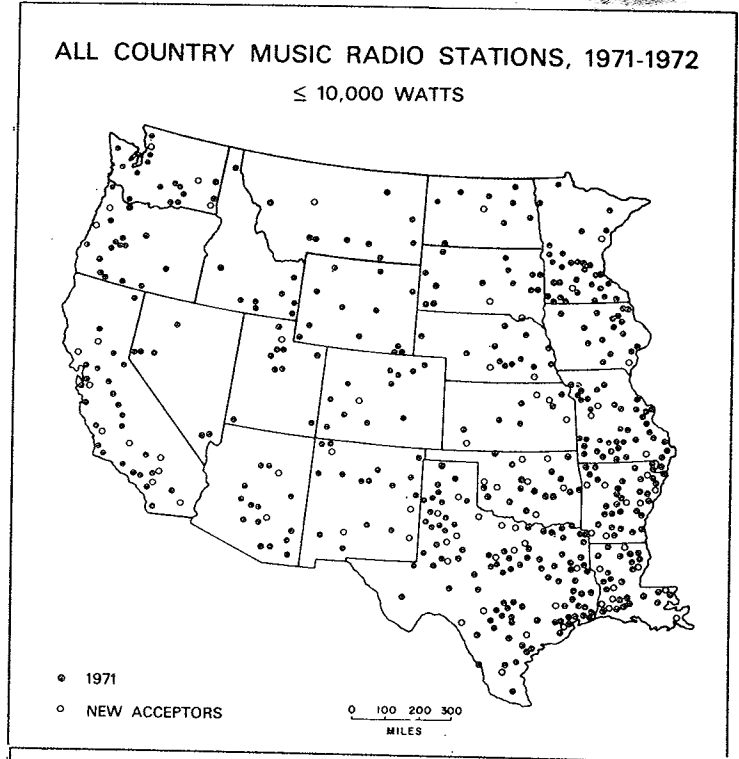 ALL COUNTRY MUSIC RADIO STATIONS, 1971-1972
≤ 10,000 WATTS
1971
NEW ACCEPTORS
0 100 200 300
MILES